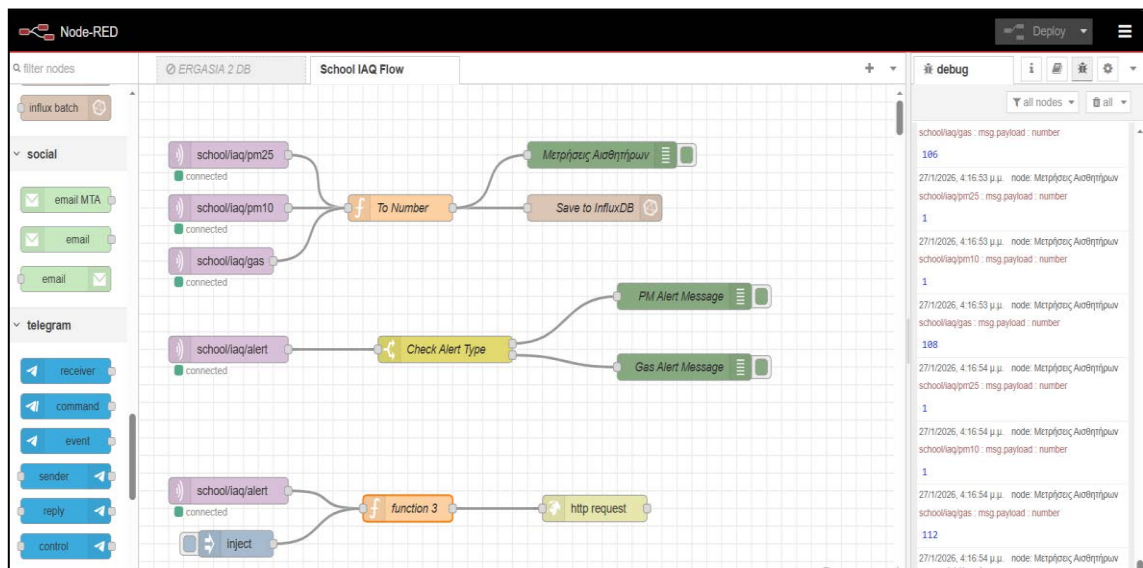 Node-RED
Deploy
filter nodes
ERGASIA 2 DB
School IAQ Flow
debug
i
all nodes
all
influx batch
social
email MTA
email
email
telegram
receiver
command
event
sender
reply
control
school/iaq/pm25
connected
school/iaq/pm10
connected
school/iaq/gas
connected
To Number
Μετρήσεις Αισθητήρων
Save to InfluxDB
school/iaq/alert
connected
Check Alert Type
PM Alert Message
Gas Alert Message
school/iaq/alert
connected
inject
function 3
http request
school/iaq/gas : msg.payload : number
106
27/1/2026, 4:16:53 μ.μ. node: Μετρήσεις Αισθητήρων
school/iaq/pm25 : msg.payload : number
1
27/1/2026, 4:16:53 μ.μ. node: Μετρήσεις Αισθητήρων
school/iaq/pm10 : msg.payload : number
1
27/1/2026, 4:16:53 μ.μ. node: Μετρήσεις Αισθητήρων
school/iaq/gas : msg.payload : number
108
27/1/2026, 4:16:54 μ.μ. node: Μετρήσεις Αισθητήρων
school/iaq/pm25 : msg.payload : number
1
27/1/2026, 4:16:54 μ.μ. node: Μετρήσεις Αισθητήρων
school/iaq/pm10 : msg.payload : number
1
27/1/2026, 4:16:54 μ.μ. node: Μετρήσεις Αισθητήρων
school/iaq/gas : msg.payload : number
112
27/1/2026, 4:16:54 μ.μ. node: Μετρήσεις Αισθητήρων